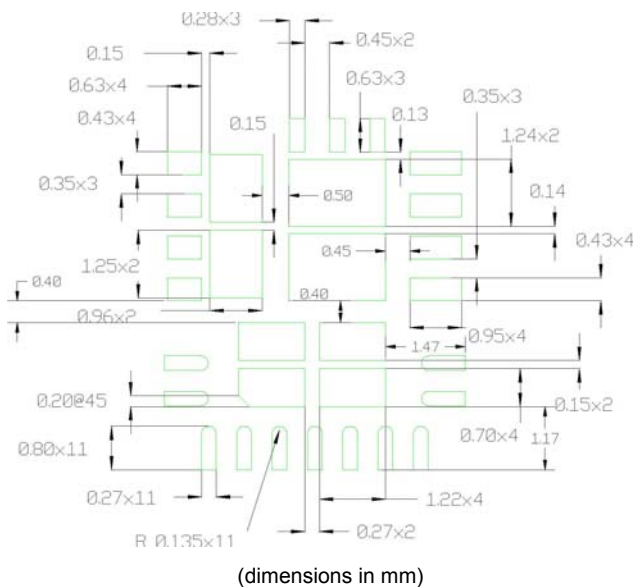 0.28x3
0.15
0.45x2
0.63x4
0.63x3
0.43x4
0.15
0.13
0.35x3
1.24x2
0.35x3
0.50
0.14
0.45
0.43x4
1.25x2
0.40
0.40
0.96x2
0.95x4
1.47
0.20@45
0.15x2
0.70x4
1.17
0.80x11
0.27x11
1.22x4
0.27x2
R 0.135x11
(dimensions in mm)